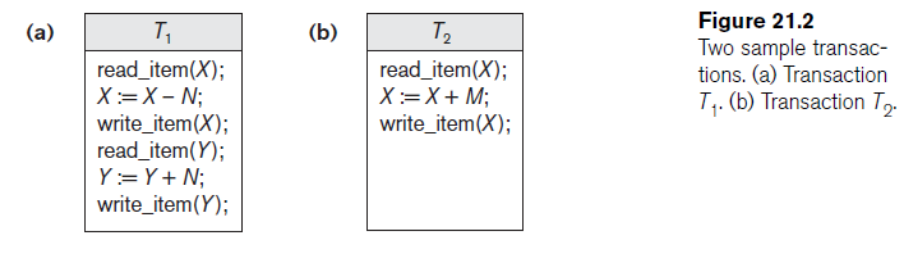 (a)
T₁
read_item(X);
X := X – N;
write_item(X);
read_item(Y);
Y := Y + N;
write_item(Y);
(b)
T₂
read_item(X);
X := X + M;
write_item(X);
Figure 21.2
Two sample transac-
tions. (a) Transaction
T₁. (b) Transaction T₂.